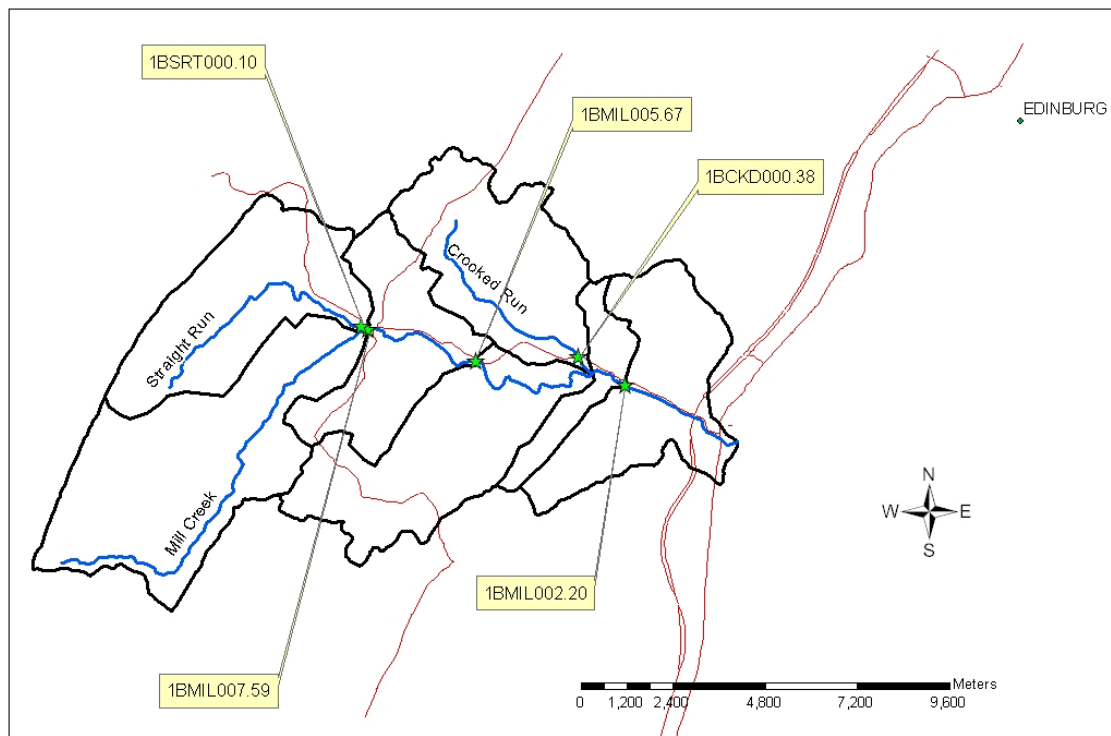 1BSRT000.10
1BMIL005.67
EDINBURG
1BCKD000.38
Crooked Run
Straight Run
Mill Creek
N
W E
S
1BMIL002.20
1BMIL007.59
Meters
0 1,200 2,400 4,800 7,200 9,600